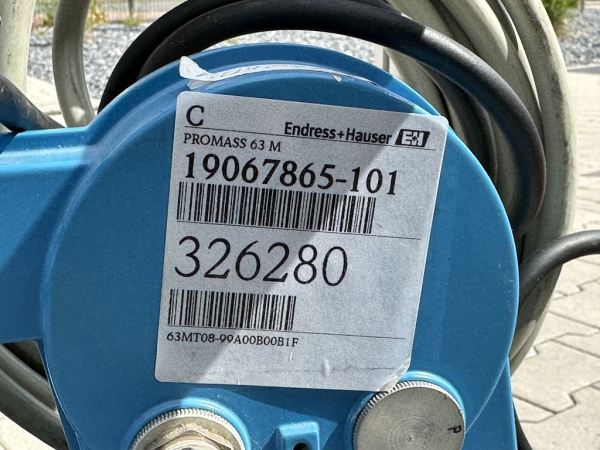 C
Endress+Hauser EH
PROMASS 63 M
19067865-101
326280
63MT08-99A00B00B1F